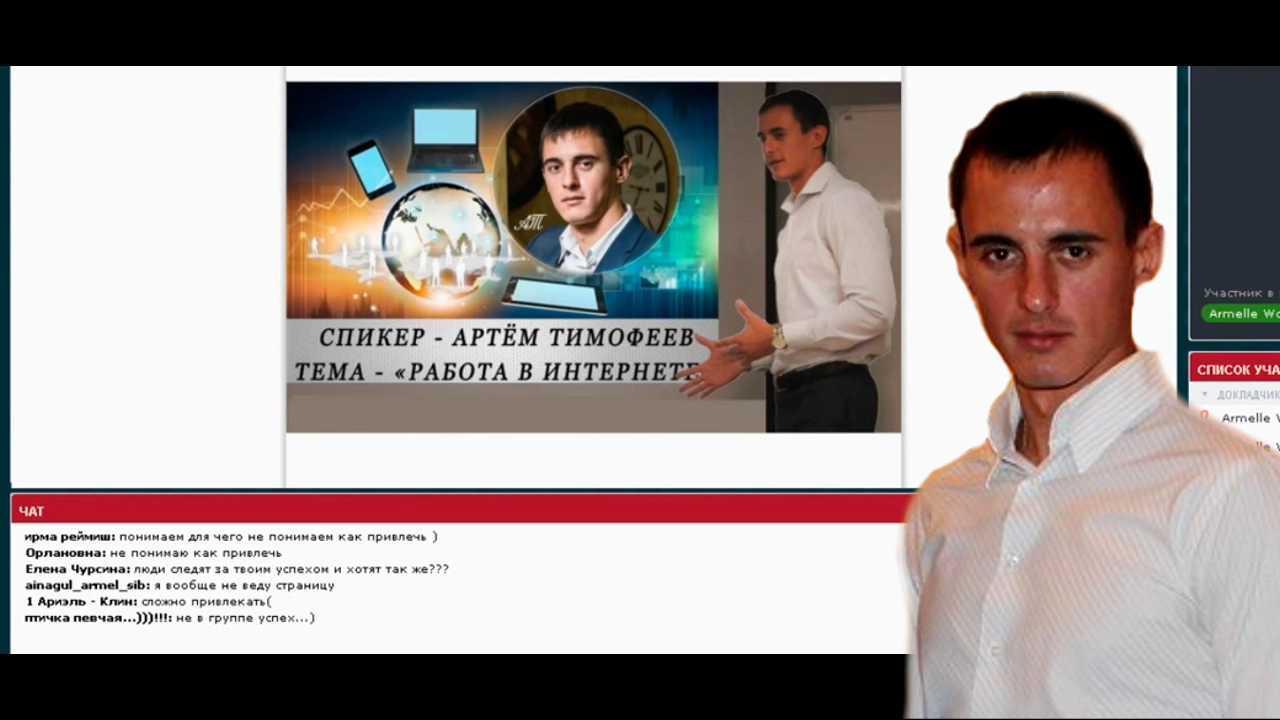 АТ
СПИКЕР - АРТЁМ ТИМОФЕЕВ
ТЕМА - «РАБОТА В ИНТЕРНЕТЕ
Участник в
Armelle Wo
СПИСОК УЧА
ДОКЛАДЧИК
Armelle W
ЧАТ
ирма реймиш: понимаем для чего не понимаем как привлечь )
Орлановна: не понимаю как привлечь
Елена Чурсина: люди следят за твоим успехом и хотят так же???
ainagul_armel_sib: я вообще не веду страницу
1 Ариэль - Клин: сложно привлекать(
птичка певчая...)))!!!: не в группе успех...)